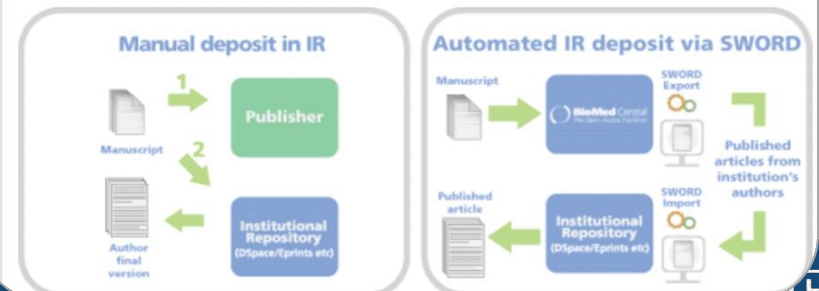 Manual deposit in IR
1
Publisher
Manuscript
2
Institutional
Repository
(DSpace/Eprints etc)
Author
final
version
Automated IR deposit via SWORD
Manuscript
BioMed Central
The Open Access Publisher
SWORD
Export
Published
articles from
institution's
authors
Published
article
Institutional
Repository
(DSpace/Eprints etc)
SWORD
Import